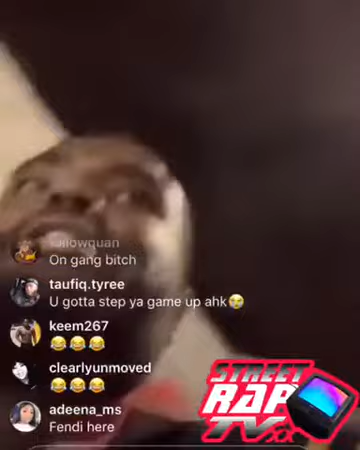 killowquan
On gang bitch
taufiq.tyree
U gotta step ya game up ahk😭
keem267
😂😂😂
clearlyunmoved
😂😂😂
adeena_ms
Fendi here
STREET
RAP
TV